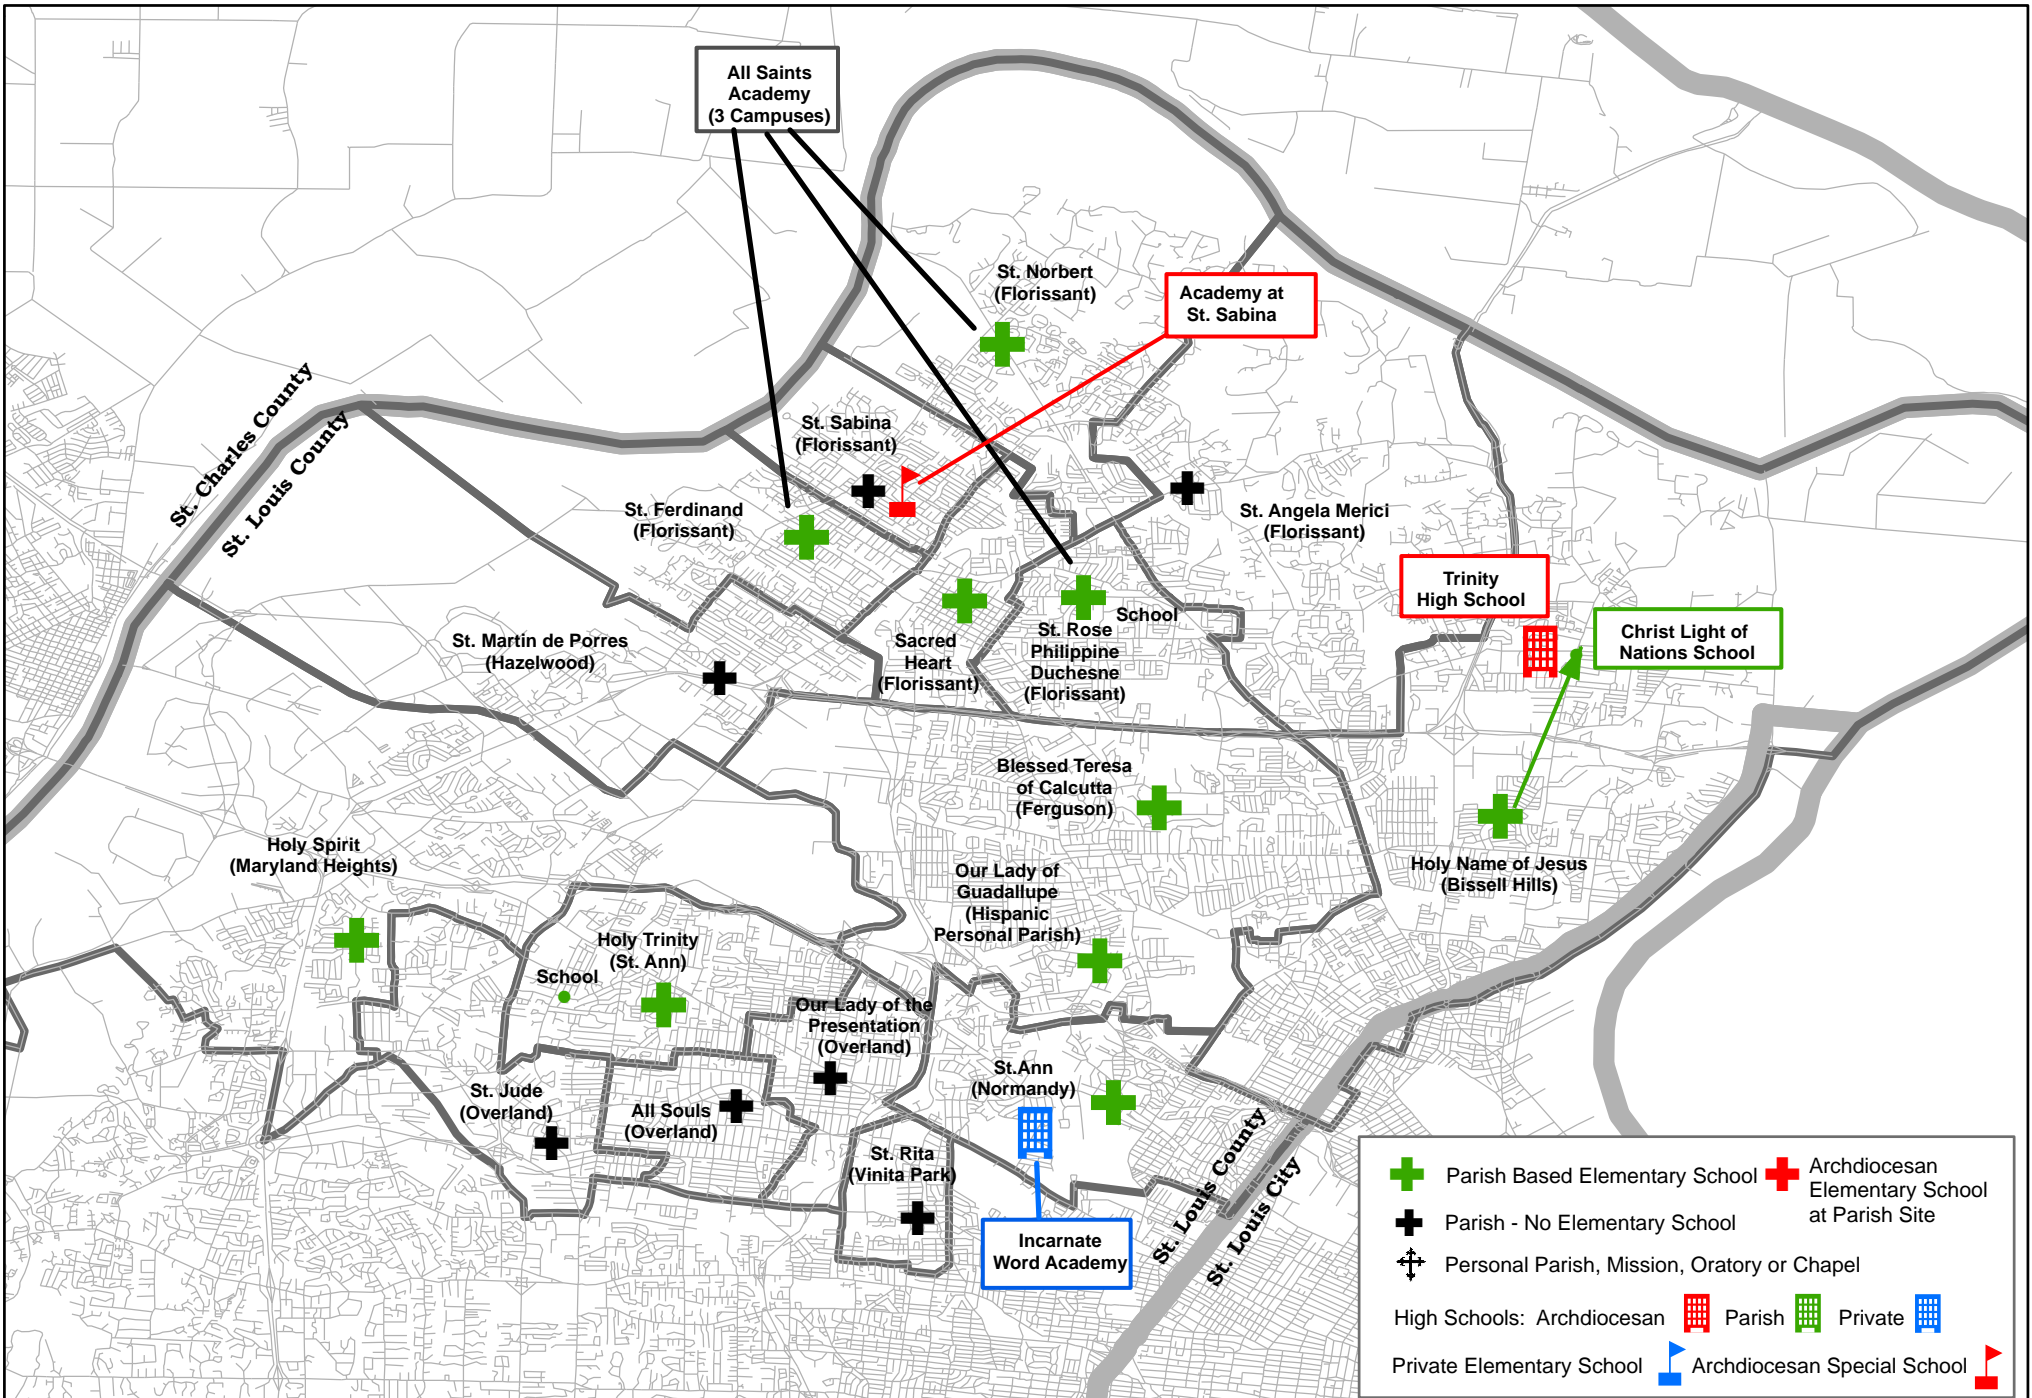 All Saints
Academy
(3 Campuses)
St. Norbert
(Florissant)
Academy at
St. Sabina
St. Charles County
St. Louis County
St. Sabina
(Florissant)
St. Ferdinand
(Florissant)
St. Angela Merici
(Florissant)
Trinity
High School
Christ Light of
Nations School
School
St. Martin de Porres
(Hazelwood)
Sacred
Heart
(Florissant)
St. Rose
Philippine
Duchesne
(Florissant)
Blessed Teresa
of Calcutta
(Ferguson)
Holy Spirit
(Maryland Heights)
Our Lady of
Guadallupe
(Hispanic
Personal Parish)
Holy Name of Jesus
(Bissell Hills)
Holy Trinity
(St. Ann)
School
Our Lady of the
Presentation
(Overland)
St. Jude
(Overland)
All Souls
(Overland)
St.Ann
(Normandy)
St. Rita
(Vinita Park)
Incarnate
Word Academy
St. Louis County
St. Louis City
Parish Based Elementary School
Archdiocesan
Elementary School
at Parish Site
Parish - No Elementary School
Personal Parish, Mission, Oratory or Chapel
High Schools: Archdiocesan Parish Private
Private Elementary School Archdiocesan Special School